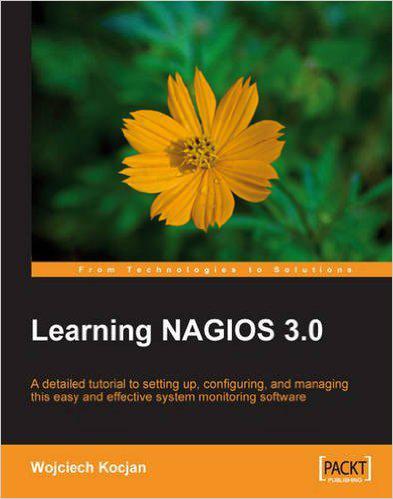 From Technologies to Solutions
Learning NAGIOS 3.0
A detailed tutorial to setting up, configuring, and managing
this easy and effective system monitoring software
Wojciech Kocjan
[PACKT]
PUBLISHING